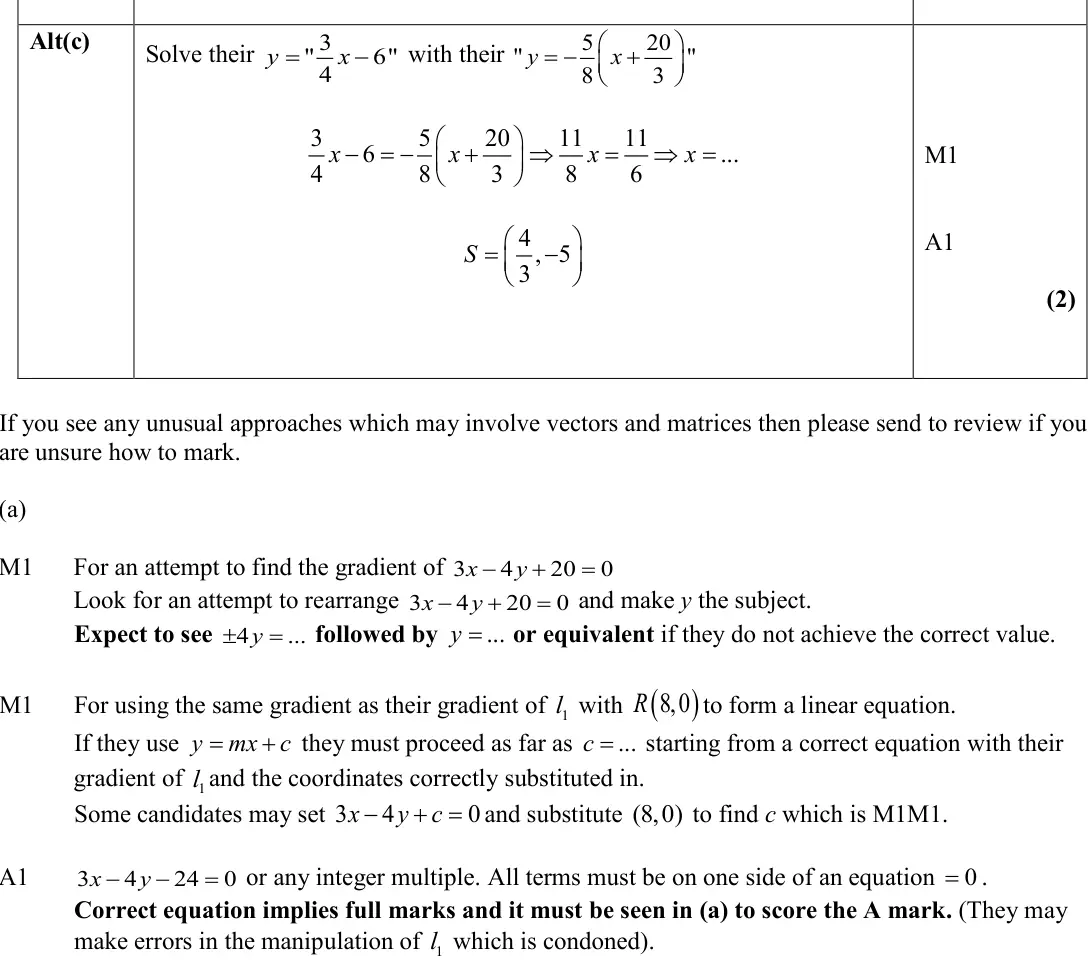 Alt(c)
Solve their y = "3/4 x − 6" with their "y = −5/8 (x + 20/3)"
3/4 x − 6 = −5/8 (x + 20/3) ⇒ 11/8 x = 11/6 ⇒ x = ...
M1
S = (4/3, −5)
A1
(2)
If you see any unusual approaches which may involve vectors and matrices then please send to review if you
are unsure how to mark.
(a)
M1 For an attempt to find the gradient of 3x − 4y + 20 = 0
Look for an attempt to rearrange 3x − 4y + 20 = 0 and make y the subject.
Expect to see ±4y = ... followed by y = ... or equivalent if they do not achieve the correct value.
M1 For using the same gradient as their gradient of l₁ with R(8,0) to form a linear equation.
If they use y = mx + c they must proceed as far as c = ... starting from a correct equation with their
gradient of l₁ and the coordinates correctly substituted in.
Some candidates may set 3x − 4y + c = 0 and substitute (8,0) to find c which is M1M1.
A1 3x − 4y − 24 = 0 or any integer multiple. All terms must be on one side of an equation = 0.
Correct equation implies full marks and it must be seen in (a) to score the A mark. (They may
make errors in the manipulation of l₁ which is condoned).